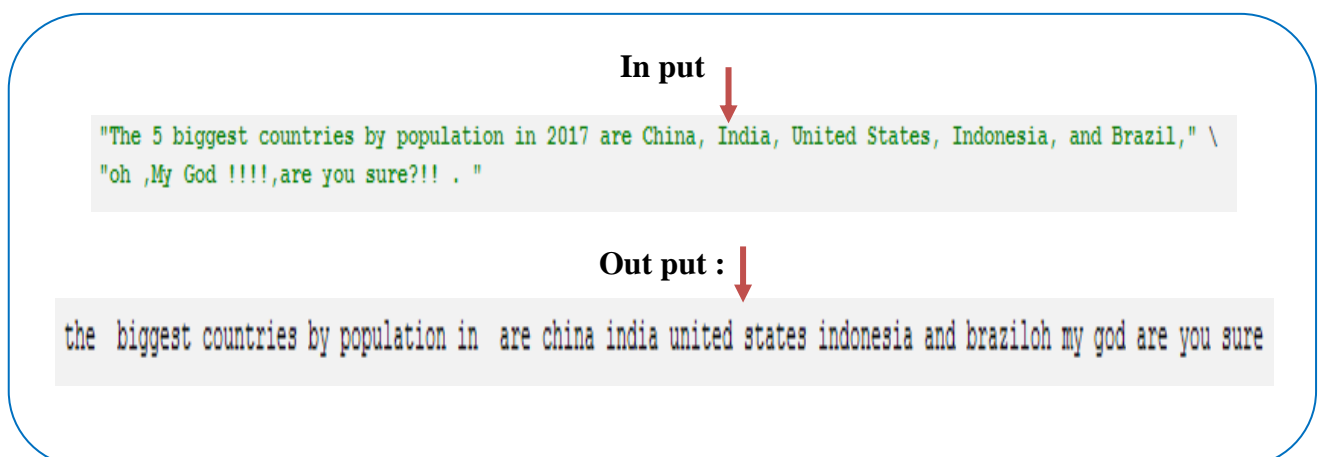 In put
"The 5 biggest countries by population in 2017 are China, India, United States, Indonesia, and Brazil," \
"oh ,My God !!!!,are you sure?!! . "
Out put :
the  biggest countries by population in  are china india united states indonesia and braziloh my god are you sure